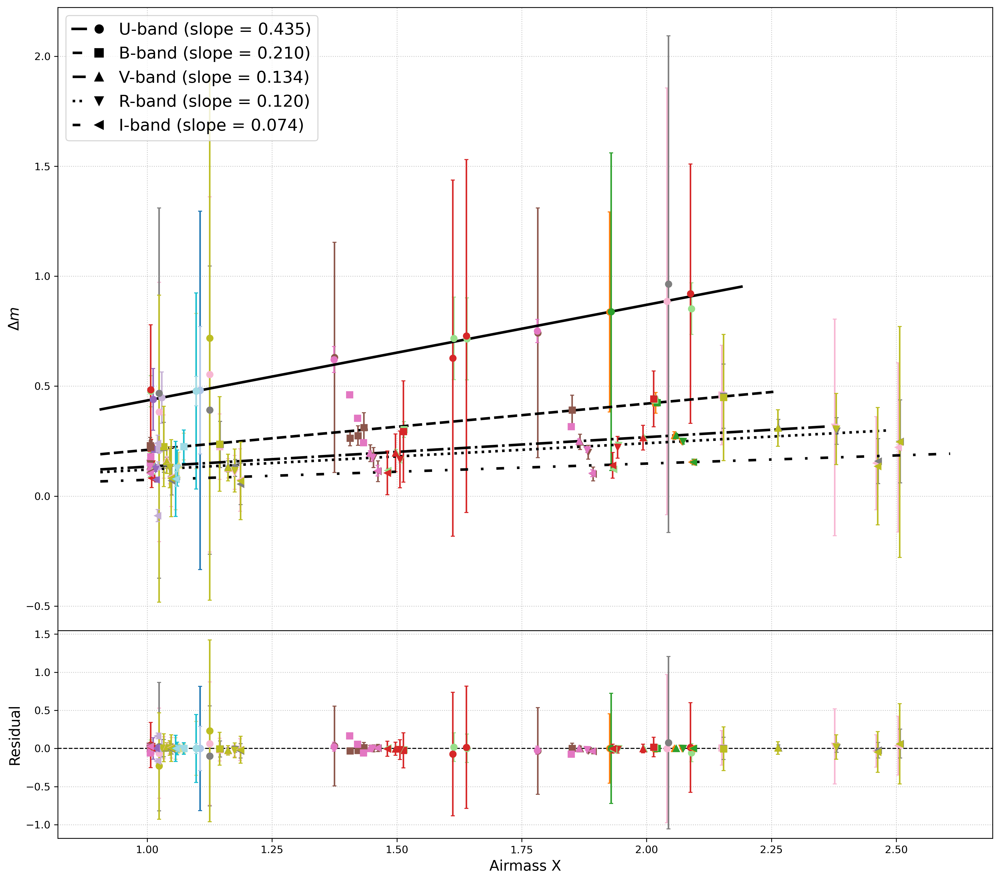 U-band (slope = 0.435)
B-band (slope = 0.210)
V-band (slope = 0.134)
R-band (slope = 0.120)
I-band (slope = 0.074)
2.0
1.5
1.0
0.5
0.0
−0.5
Δm
1.5
1.0
0.5
0.0
−0.5
−1.0
Residual
1.00 1.25 1.50 1.75 2.00 2.25 2.50
Airmass X